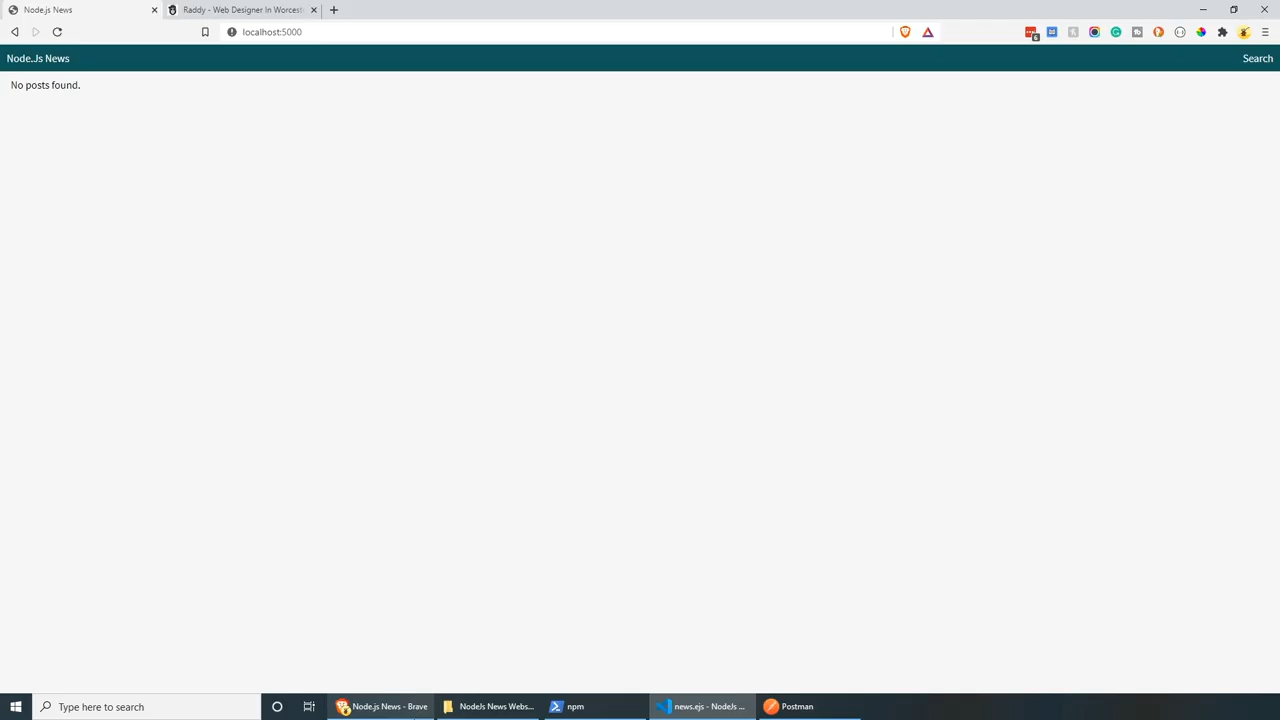 Node.js News
Raddy - Web Designer In Worcest
localhost:5000
6
Node.Js News
Search
No posts found.
Type here to search
Node.js News - Brave
NodeJs News Webs...
npm
news.ejs - NodeJs ...
Postman